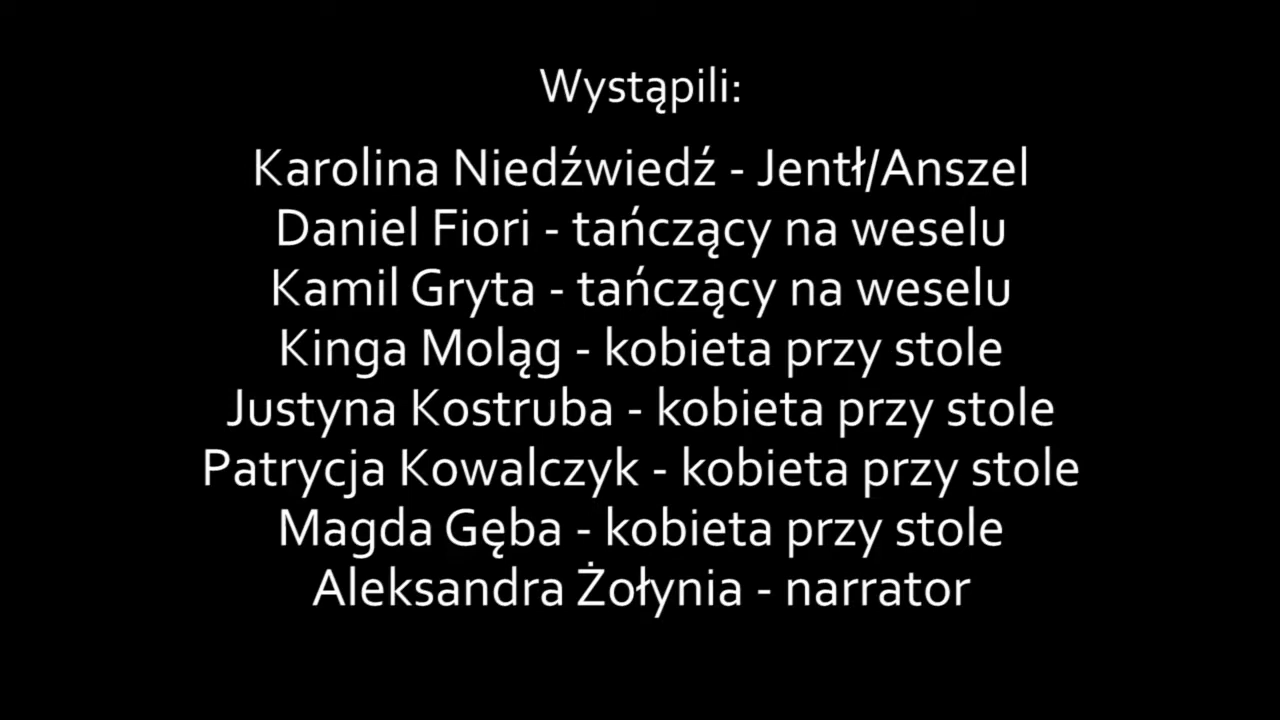 Wystąpili:
Karolina Niedźwiedź - Jentł/Anszel
Daniel Fiori - tańczący na weselu
Kamil Gryta - tańczący na weselu
Kinga Moląg - kobieta przy stole
Justyna Kostruba - kobieta przy stole
Patrycja Kowalczyk - kobieta przy stole
Magda Gęba - kobieta przy stole
Aleksandra Żołynia - narrator